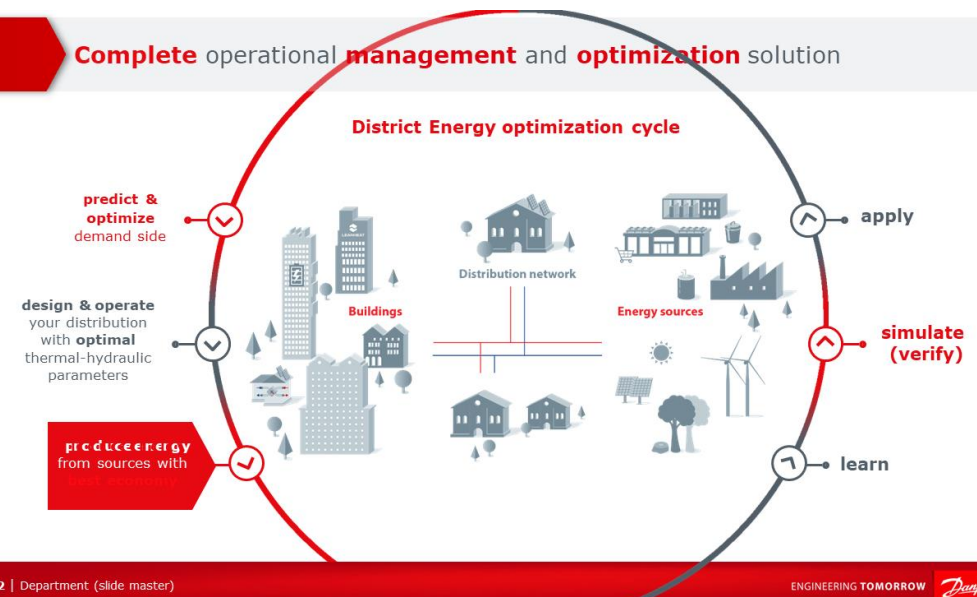 Complete operational management and optimization solution
District Energy optimization cycle
predict &
optimize
demand side
design & operate
your distribution
with optimal
thermal-hydraulic
parameters
produce energy
from sources with
best economy
Buildings
Distribution network
Energy sources
apply
simulate
(verify)
learn
2 | Department (slide master)
ENGINEERING TOMORROW